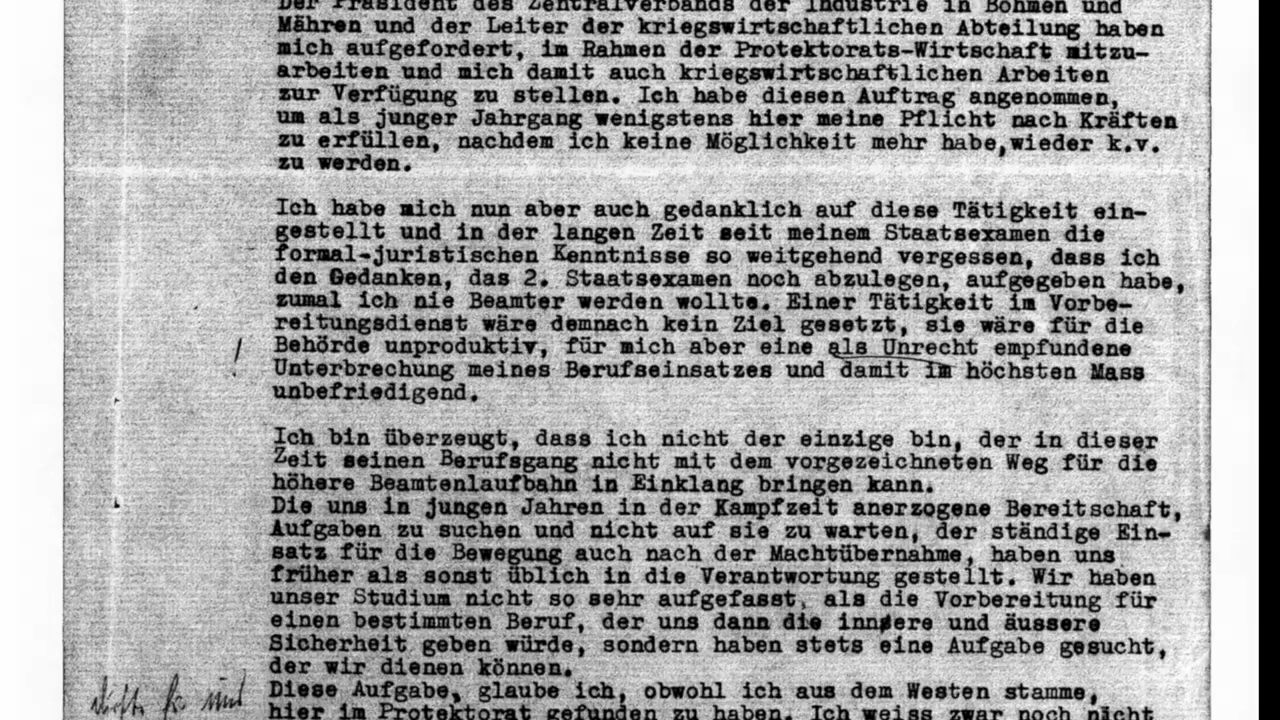 Der Präsident des Zentralverbands der Industrie in Böhmen und
Mähren und der Leiter der kriegswirtschaftlichen Abteilung haben
mich aufgefordert, im Rahmen der Protektorats-Wirtschaft mitzu-
arbeiten und mich damit auch kriegswirtschaftlichen Arbeiten
zur Verfügung zu stellen. Ich habe diesen Auftrag angenommen,
um als junger Jahrgang wenigstens hier meine Pflicht nach Kräften
zu erfüllen, nachdem ich keine Möglichkeit mehr habe,wieder k.v.
zu werden.
Ich habe mich nun aber auch gedanklich auf diese Tätigkeit ein-
gestellt und in der langen Zeit seit meinem Staatsexamen die
formal-juristischen Kenntnisse so weitgehend vergessen, dass ich
den Gedanken, das 2. Staatsexamen noch abzulegen, aufgegeben habe,
zumal ich nie Beamter werden wollte. Einer Tätigkeit im Vorbe-
reitungsdienst wäre demnach kein Ziel gesetzt, sie wäre für die
Behörde unproduktiv, für mich aber eine als Unrecht empfundene
Unterbrechung meines Berufseinsatzes und damit im höchsten Mass
unbefriedigend.
Ich bin überzeugt, dass ich nicht der einzige bin, der in dieser
Zeit seinen Berufsgang nicht mit dem vorgezeichneten Weg für die
höhere Beamtenlaufbahn in Einklang bringen kann.
Die uns in jungen Jahren in der Kampfzeit anerzogene Bereitschaft,
Aufgaben zu suchen und nicht auf sie zu warten, der ständige Ein-
satz für die Bewegung auch nach der Machtübernahme, haben uns
früher als sonst üblich in die Verantwortung gestellt. Wir haben
unser Studium nicht so sehr aufgefasst, als die Vorbereitung für
einen bestimmten Beruf, der uns dann die innere und äussere
Sicherheit geben würde, sondern haben stets eine Aufgabe gesucht,
der wir dienen können.
Diese Aufgabe, glaube ich, obwohl ich aus dem Westen stamme,
hier im Protektorat gefunden zu haben. Ich weiss zwar noch nicht